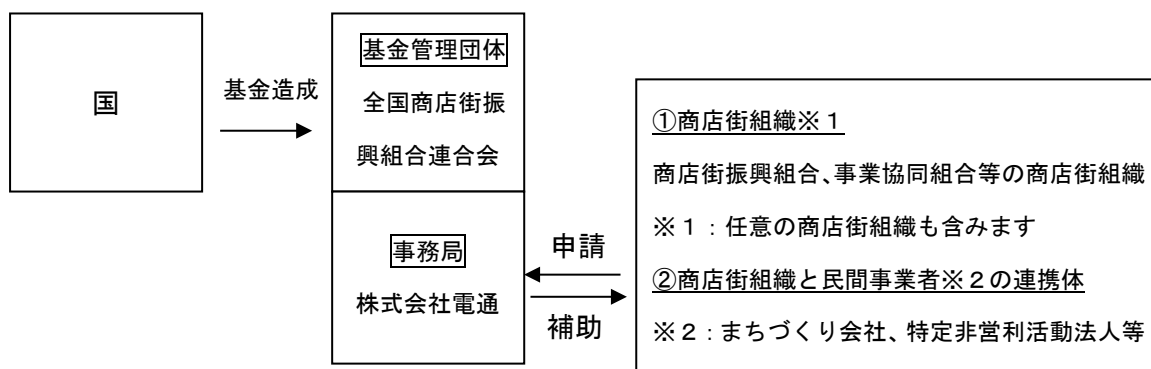 国
基金造成
基金管理団体
全国商店街振
興組合連合会
事務局
株式会社電通
申請
補助
①商店街組織※１
商店街振興組合、事業協同組合等の商店街組織
※１：任意の商店街組織も含みます
②商店街組織と民間事業者※２の連携体
※２：まちづくり会社、特定非営利活動法人等